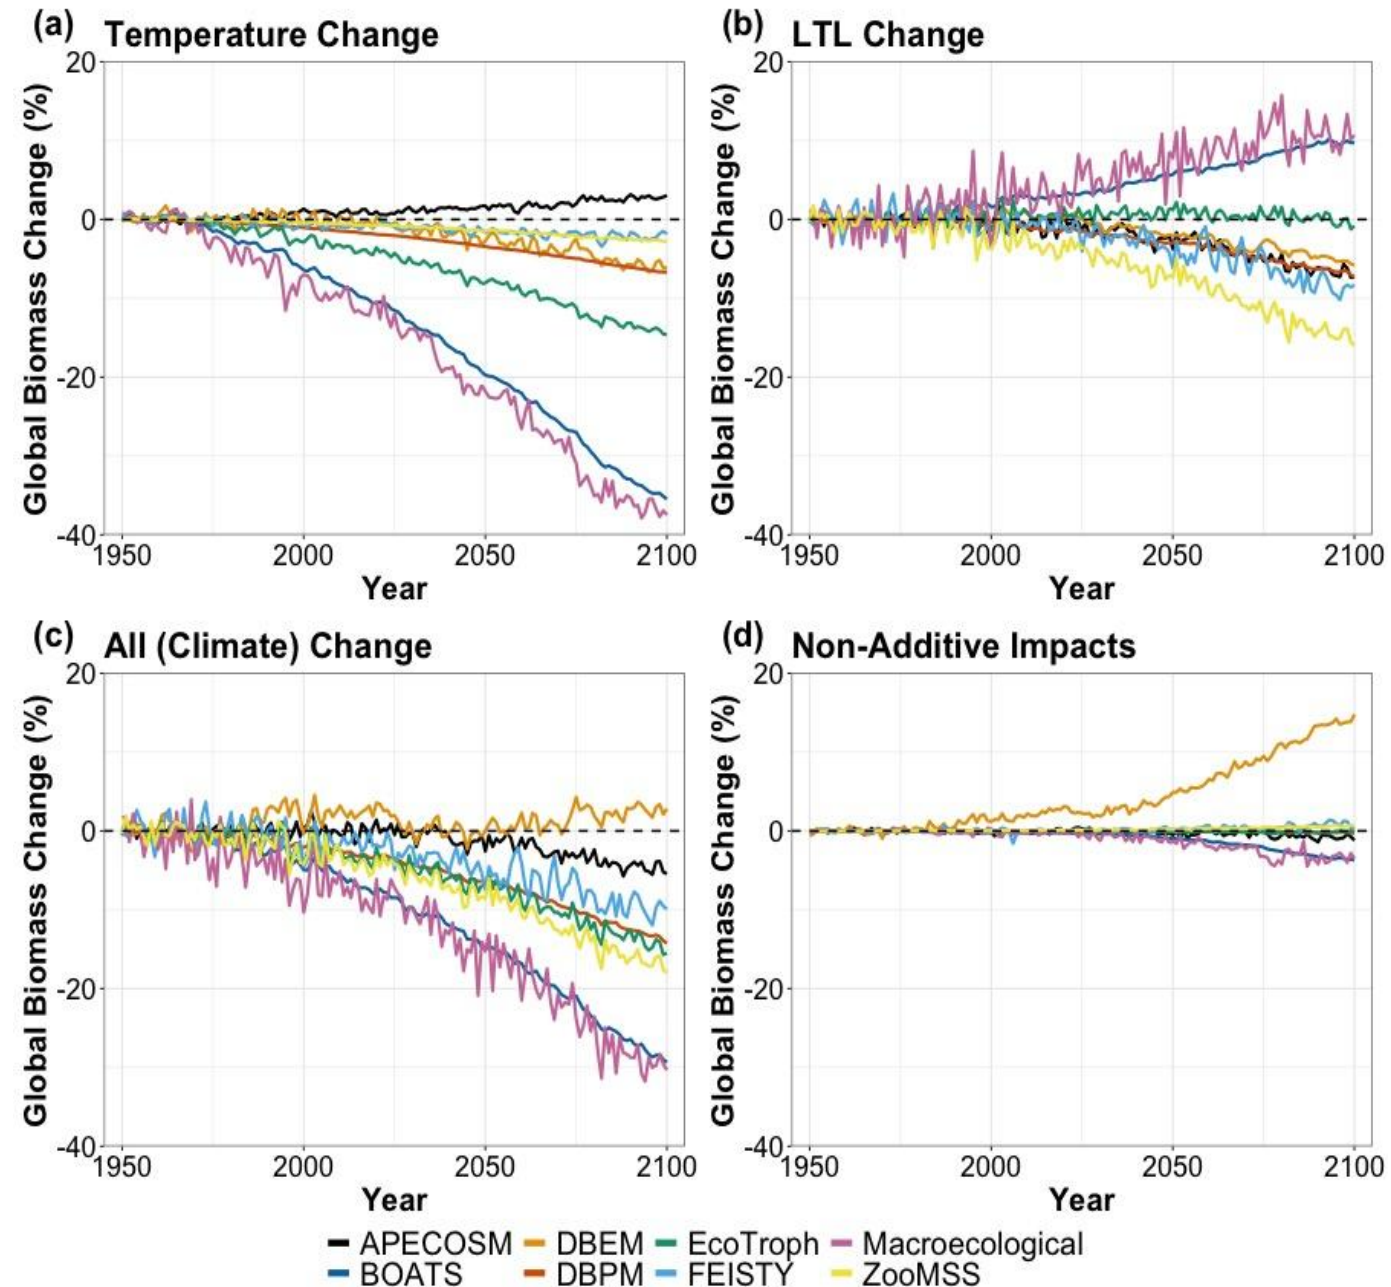 (a) Temperature Change
20
0
-20
-40
Global Biomass Change (%)
1950 2000 2050 2100
Year
(b) LTL Change
20
0
-20
-40
Global Biomass Change (%)
1950 2000 2050 2100
Year
(c) All (Climate) Change
20
0
-20
-40
Global Biomass Change (%)
1950 2000 2050 2100
Year
(d) Non-Additive Impacts
20
0
-20
-40
Global Biomass Change (%)
1950 2000 2050 2100
Year
APECOSM DBEM EcoTroph Macroecological
BOATS DBPM FEISTY ZooMSS